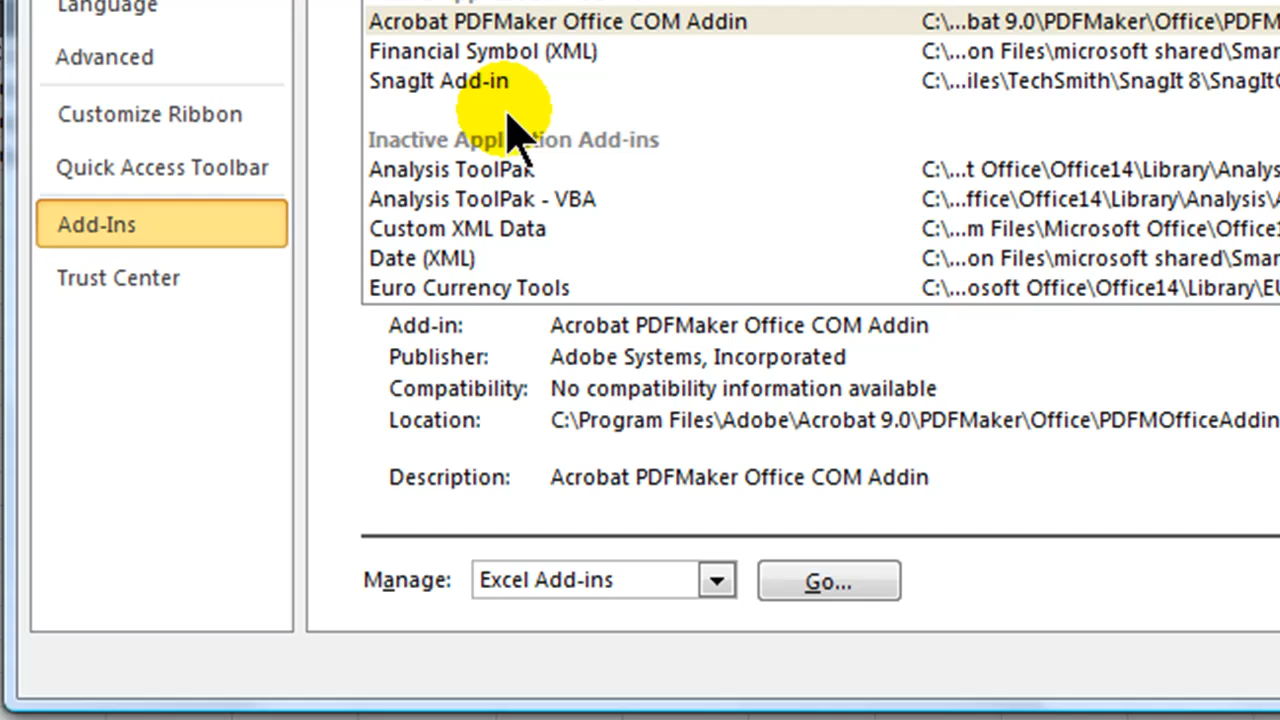 Language
Advanced
Customize Ribbon
Quick Access Toolbar
Add-Ins
Trust Center
Acrobat PDFMaker Office COM Addin C:\...bat 9.0\PDFMaker\Office\PDFM
Financial Symbol (XML) C:\...on Files\microsoft shared\Smar
SnagIt Add-in C:\...iles\TechSmith\SnagIt 8\SnagIt
Inactive Application Add-ins
Analysis ToolPak C:\...t Office\Office14\Library\Analys
Analysis ToolPak - VBA C:\...ffice\Office14\Library\Analysis\
Custom XML Data C:\...m Files\Microsoft Office\Office
Date (XML) C:\...on Files\microsoft shared\Smar
Euro Currency Tools C:\...osoft Office\Office14\Library\EU
Add-in: Acrobat PDFMaker Office COM Addin
Publisher: Adobe Systems, Incorporated
Compatibility: No compatibility information available
Location: C:\Program Files\Adobe\Acrobat 9.0\PDFMaker\Office\PDFMOfficeAddin
Description: Acrobat PDFMaker Office COM Addin
Manage: Excel Add-ins Go...